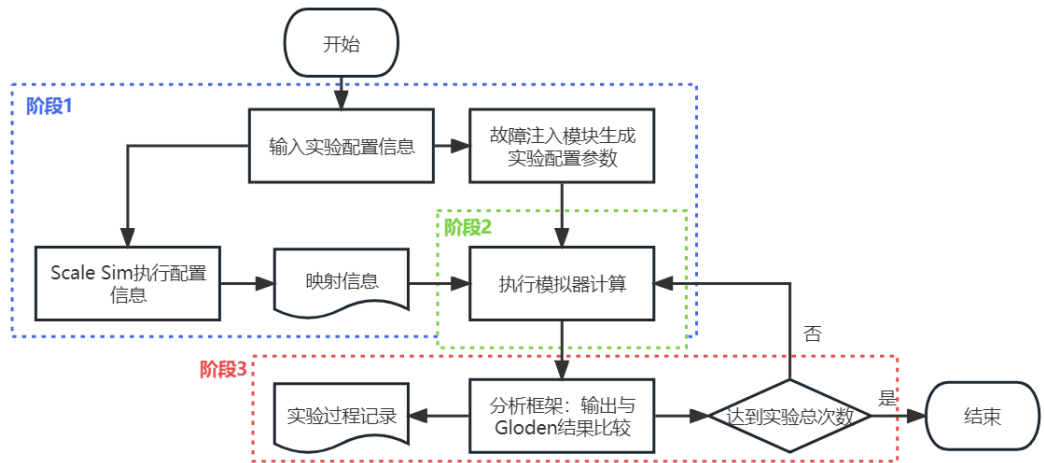 开始
阶段1
输入实验配置信息
故障注入模块生成
实验配置参数
阶段2
Scale Sim执行配置
信息
映射信息
执行模拟器计算
否
阶段3
实验过程记录
分析框架：输出与
Gloden结果比较
达到实验总次数
是
结束